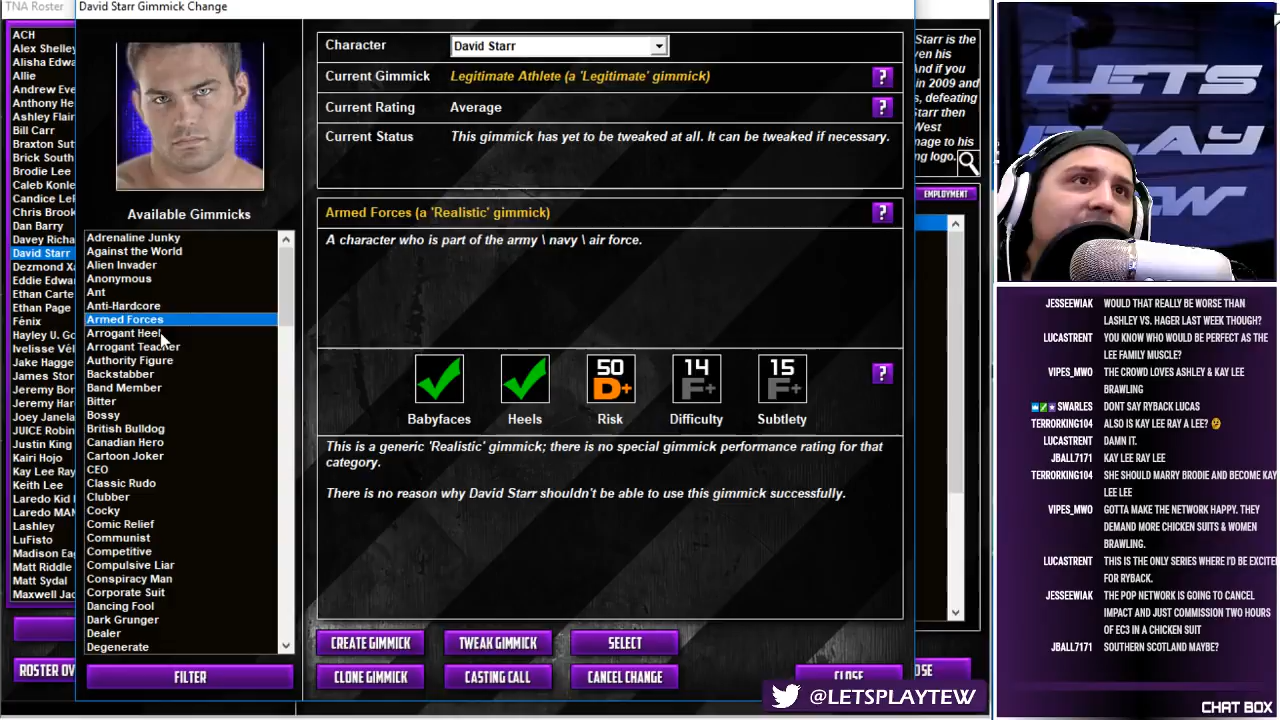 TNA Roster
David Starr Gimmick Change
ACH
Alex Shelley
Alisha Edwa
Allie
Andrew Eve
Anthony He
Ashley Flair
Bill Carr
Braxton Sut
Brick South
Brodie Lee
Caleb Konle
Candice LeR
Chris Brook
Dan Barry
Davey Richa
David Starr
Dezmond Xa
Eddie Edwa
Ethan Carte
Ethan Page
Fênix
Hayley U. Go
Ivelisse Vél
Jake Hagge
James Stor
Jeremy Bor
Jeremy Har
Joey Janela
JUICE Robin
Justin King
Kairi Hojo
Kay Lee Ray
Keith Lee
Laredo Kid
Laredo MAN
Lashley
LuFisto
Madison Eag
Matt Riddle
Matt Sydal
Maxwell Jac
ROSTER OV
Available Gimmicks
Adrenaline Junky
Against the World
Alien Invader
Anonymous
Ant
Anti-Hardcore
Armed Forces
Arrogant Heel
Arrogant Teacher
Authority Figure
Backstabber
Band Member
Bitter
Bossy
British Bulldog
Canadian Hero
Cartoon Joker
CEO
Classic Rudo
Clubber
Cocky
Comic Relief
Communist
Competitive
Compulsive Liar
Conspiracy Man
Corporate Suit
Dancing Fool
Dark Grunger
Dealer
Degenerate
FILTER
Character David Starr
Current Gimmick Legitimate Athlete (a 'Legitimate' gimmick) ?
Current Rating Average ?
Current Status This gimmick has yet to be tweaked at all. It can be tweaked if necessary.
Armed Forces (a 'Realistic' gimmick) ?
A character who is part of the army \ navy \ air force.
50 14 15
D+ F+ F+ ?
Babyfaces Heels Risk Difficulty Subtlety
This is a generic 'Realistic' gimmick; there is no special gimmick performance rating for that
category.
There is no reason why David Starr shouldn't be able to use this gimmick successfully.
CREATE GIMMICK TWEAK GIMMICK SELECT
CLONE GIMMICK CASTING CALL CANCEL CHANGE CLOSE
Starr is the
ven his
And if you
in 2009 and
s, defeating
Starr then
West
mage to his
ng logo.
EMPLOYMENT
OSE
@LETSPLAYTEW
LETS
PLAY
TEW
JESSEEWIAK WOULD THAT REALLY BE WORSE THAN
LASHLEY VS. HAGER LAST WEEK THOUGH?
LUCASTRENT YOU KNOW WHO WOULD BE PERFECT AS THE
LEE FAMILY MUSCLE?
VIPES_MWO THE CROWD LOVES ASHLEY & KAY LEE
BRAWLING
SWARLES DONT SAY RYBACK LUCAS
TERRORKING104 ALSO IS KAY LEE RAY A LEE?
LUCASTRENT DAMN IT.
JBALL7171 KAY LEE RAY LEE
TERRORKING104 SHE SHOULD MARRY BRODIE AND BECOME KAY
LEE LEE
VIPES_MWO GOTTA MAKE THE NETWORK HAPPY. THEY
DEMAND MORE CHICKEN SUITS & WOMEN
BRAWLING.
LUCASTRENT THIS IS THE ONLY SERIES WHERE I'D BE EXCITE
FOR RYBACK.
JESSEEWIAK THE POP NETWORK IS GOING TO CANCEL
IMPACT AND JUST COMMISSION TWO HOURS
OF EC3 IN A CHICKEN SUIT
JBALL7171 SOUTHERN SCOTLAND MAYBE?
CHAT BOX